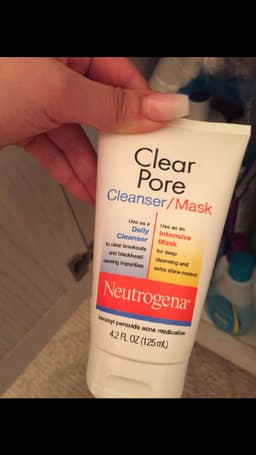 Clear
Pore
Cleanser/Mask
Use as a
Daily
Cleanser
to clear breakouts
and blackhead-
causing impurities
Use as an
Intensive
Mask
for deep
cleansing and
extra shine control
Neutrogena®
benzoyl peroxide acne medication
4.2 FL OZ (125 mL)